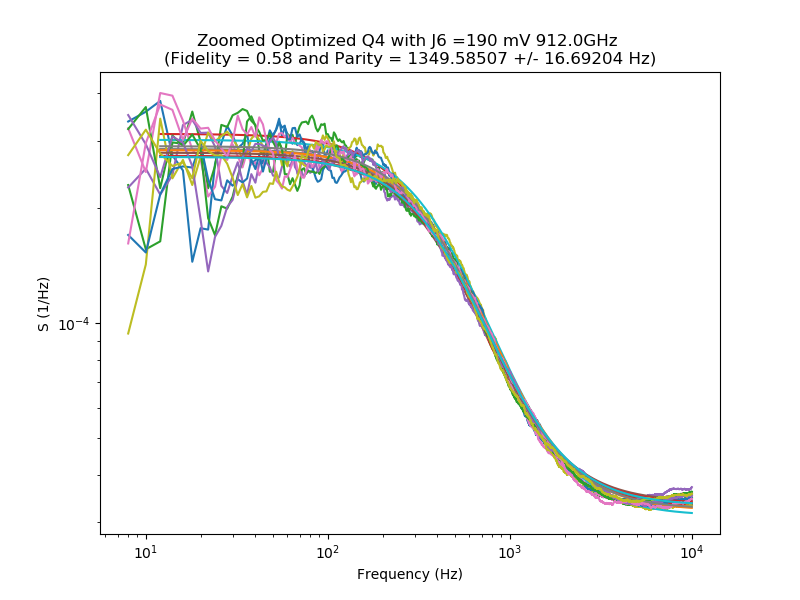 Zoomed Optimized Q4 with J6 =190 mV 912.0GHz
(Fidelity = 0.58 and Parity = 1349.58507 +/- 16.69204 Hz)
S (1/Hz)
10⁻⁴
10¹ 10² 10³ 10⁴
Frequency (Hz)